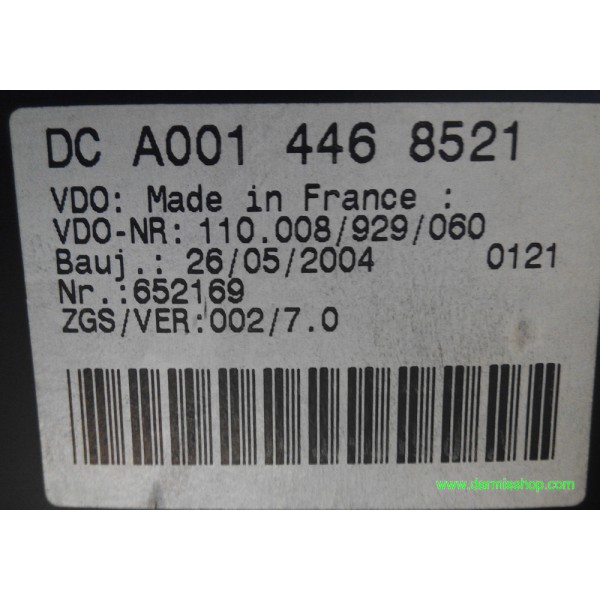 DC A001 446 8521
VDO: Made in France :
VDO-NR: 110.008/929/060
Bauj.: 26/05/2004 0121
Nr.:652169
ZGS/VER:002/7.0
www.dermisshop.com